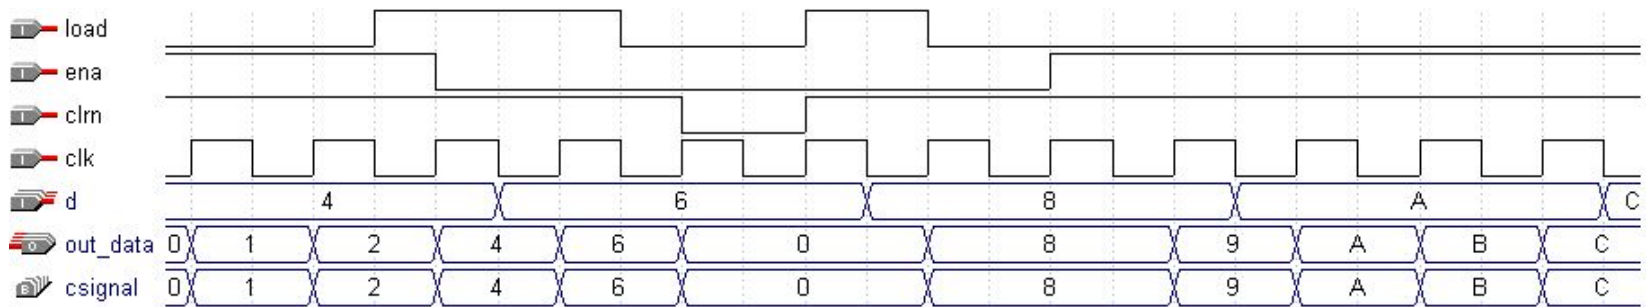 load
ena
clrn
clk
d 4 6 8 A C
out_data 0 1 2 4 6 0 8 9 A B C
csignal 0 1 2 4 6 0 8 9 A B C